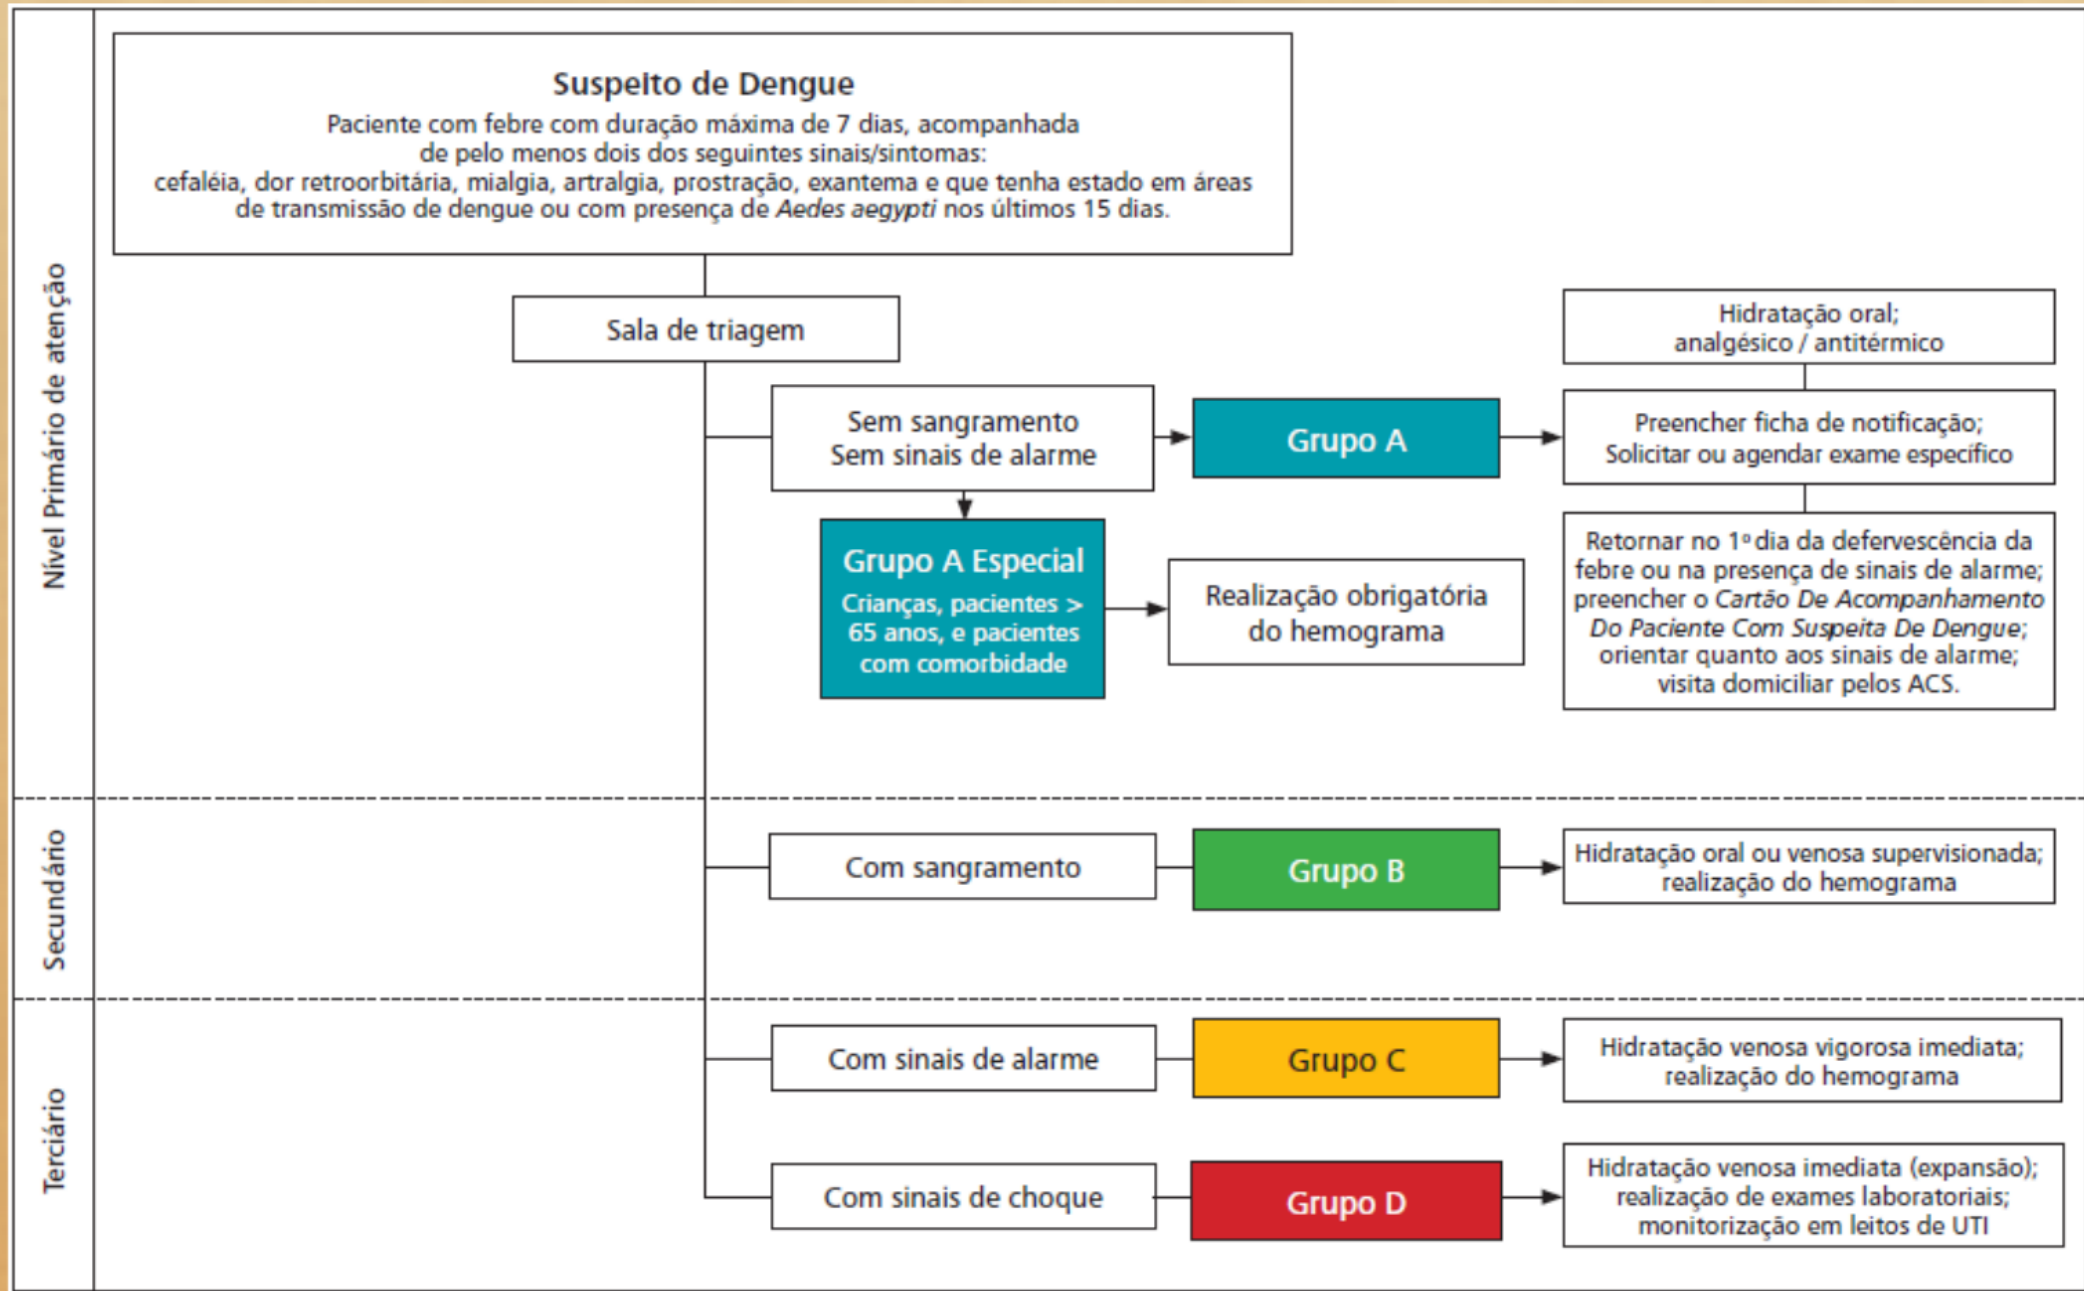 Suspeito de Dengue
Paciente com febre com duração máxima de 7 dias, acompanhada
de pelo menos dois dos seguintes sinais/sintomas:
cefaléia, dor retroorbitária, mialgia, artralgia, prostração, exantema e que tenha estado em áreas
de transmissão de dengue ou com presença de Aedes aegypti nos últimos 15 dias.
Nível Primário de atenção
Sala de triagem
Sem sangramento
Sem sinais de alarme
Grupo A
Hidratação oral;
analgésico / antitérmico
Preencher ficha de notificação;
Solicitar ou agendar exame específico
Retornar no 1º dia da defervescência da
febre ou na presença de sinais de alarme;
preencher o Cartão De Acompanhamento
Do Paciente Com Suspeita De Dengue;
orientar quanto aos sinais de alarme;
visita domiciliar pelos ACS.
Grupo A Especial
Crianças, pacientes >
65 anos, e pacientes
com comorbidade
Realização obrigatória
do hemograma
Secundário
Com sangramento
Grupo B
Hidratação oral ou venosa supervisionada;
realização do hemograma
Terciário
Com sinais de alarme
Grupo C
Hidratação venosa vigorosa imediata;
realização do hemograma
Com sinais de choque
Grupo D
Hidratação venosa imediata (expansão);
realização de exames laboratoriais;
monitorização em leitos de UTI